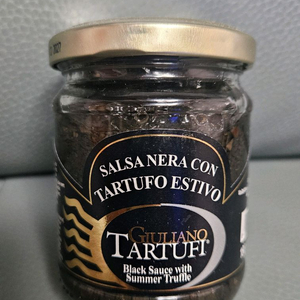 SALSA NERA CON
TARTUFO ESTIVO
GIULIANO
TARTUFI
Black Sauce with
Summer Truffle